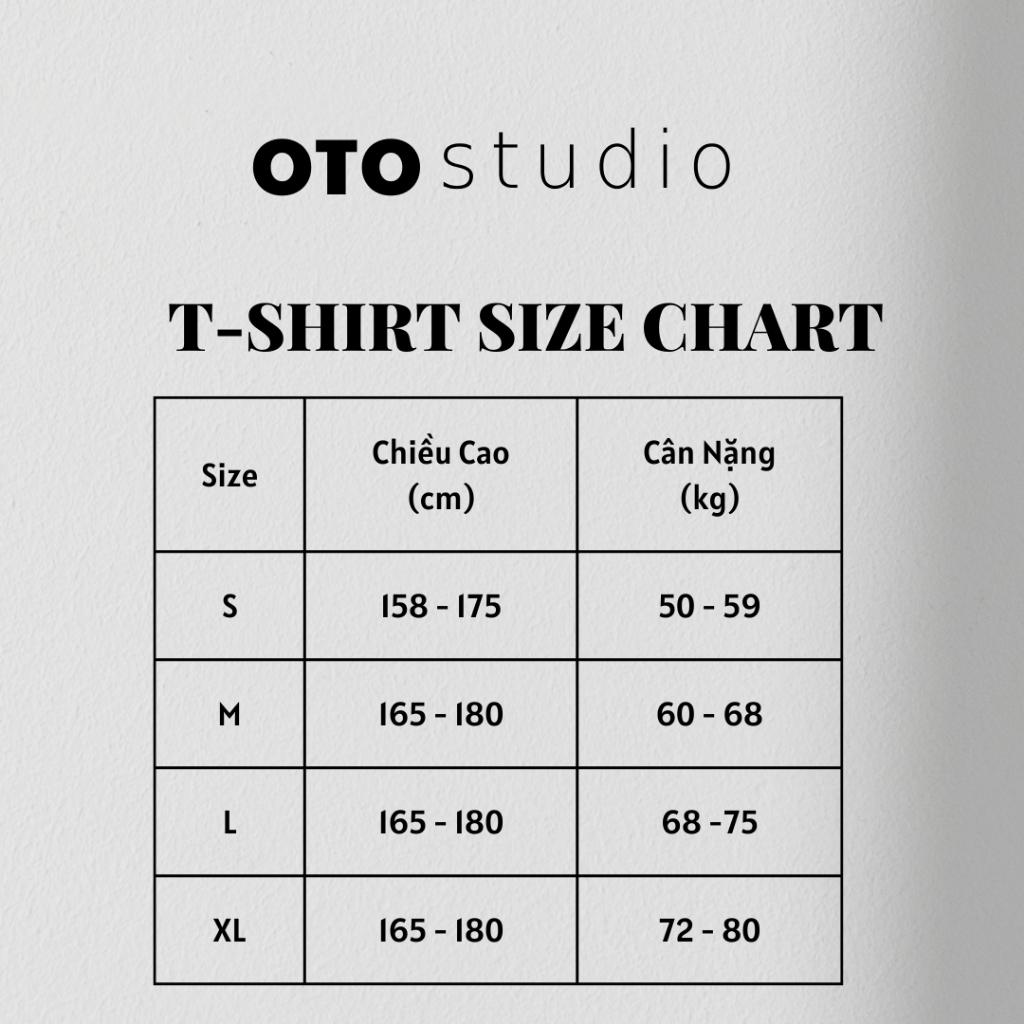 OTO studio
T-SHIRT SIZE CHART
Size Chiều Cao (cm) Cân Nặng (kg)
S 158 - 175 50 - 59
M 165 - 180 60 - 68
L 165 - 180 68 -75
XL 165 - 180 72 - 80